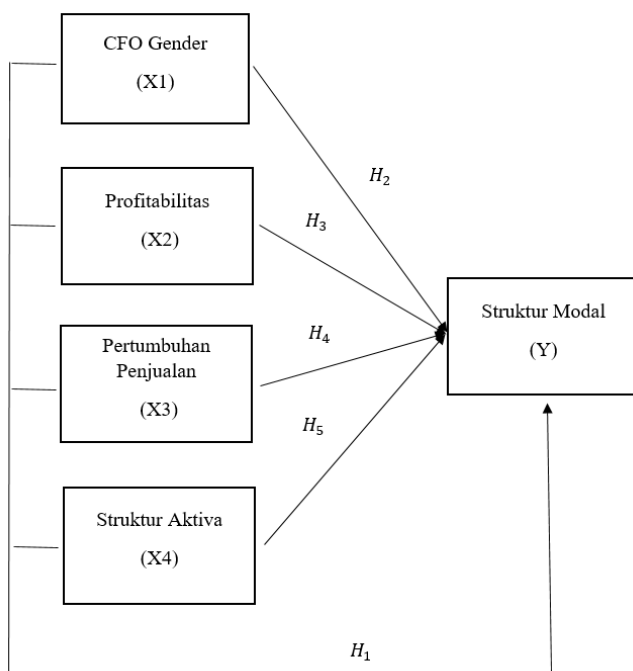 CFO Gender
(X1)
H₂
Profitabilitas
(X2)
H₃
Struktur Modal
(Y)
Pertumbuhan
Penjualan
(X3)
H₄
H₅
Struktur Aktiva
(X4)
H₁